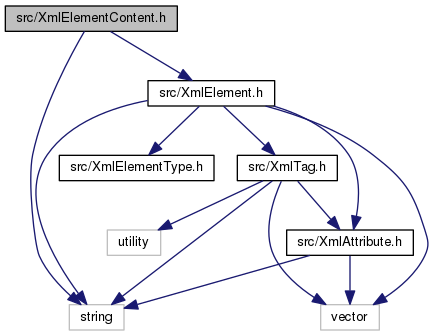 src/XmlElementContent.h
src/XmlElement.h
src/XmlElementType.h
src/XmlTag.h
utility
src/XmlAttribute.h
string
vector